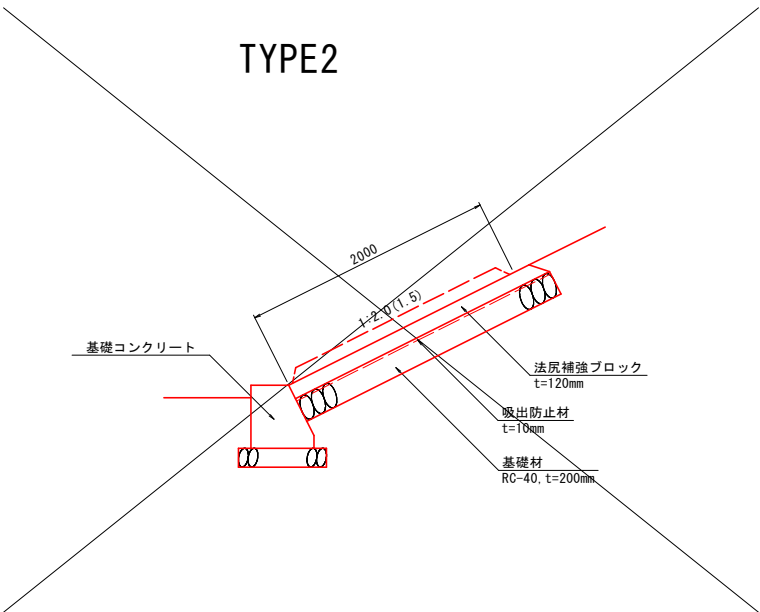 TYPE2
2000
1:2.0(1.5)
基礎コンクリート
法尻補強ブロック
t=120mm
吸出防止材
t=10mm
基礎材
RC-40, t=200mm